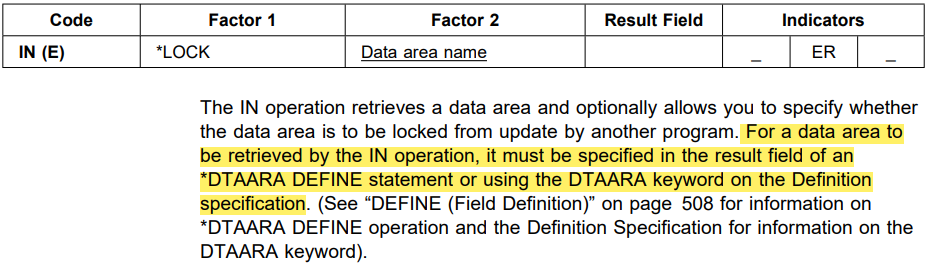 Code Factor 1 Factor 2 Result Field Indicators
IN (E) *LOCK Data area name _ ER _
The IN operation retrieves a data area and optionally allows you to specify whether
the data area is to be locked from update by another program. For a data area to
be retrieved by the IN operation, it must be specified in the result field of an
*DTAARA DEFINE statement or using the DTAARA keyword on the Definition
specification. (See “DEFINE (Field Definition)” on page 508 for information on
*DTAARA DEFINE operation and the Definition Specification for information on the
DTAARA keyword).